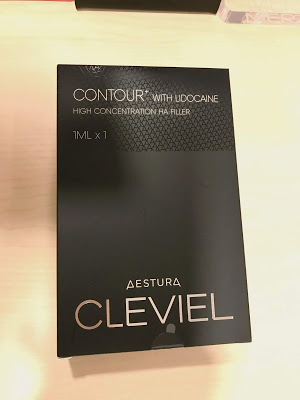 CONTOUR+ WITH LIDOCAINE
HIGH CONCENTRATION HA FILLER
1ML x 1
AESTURA
CLEVIEL